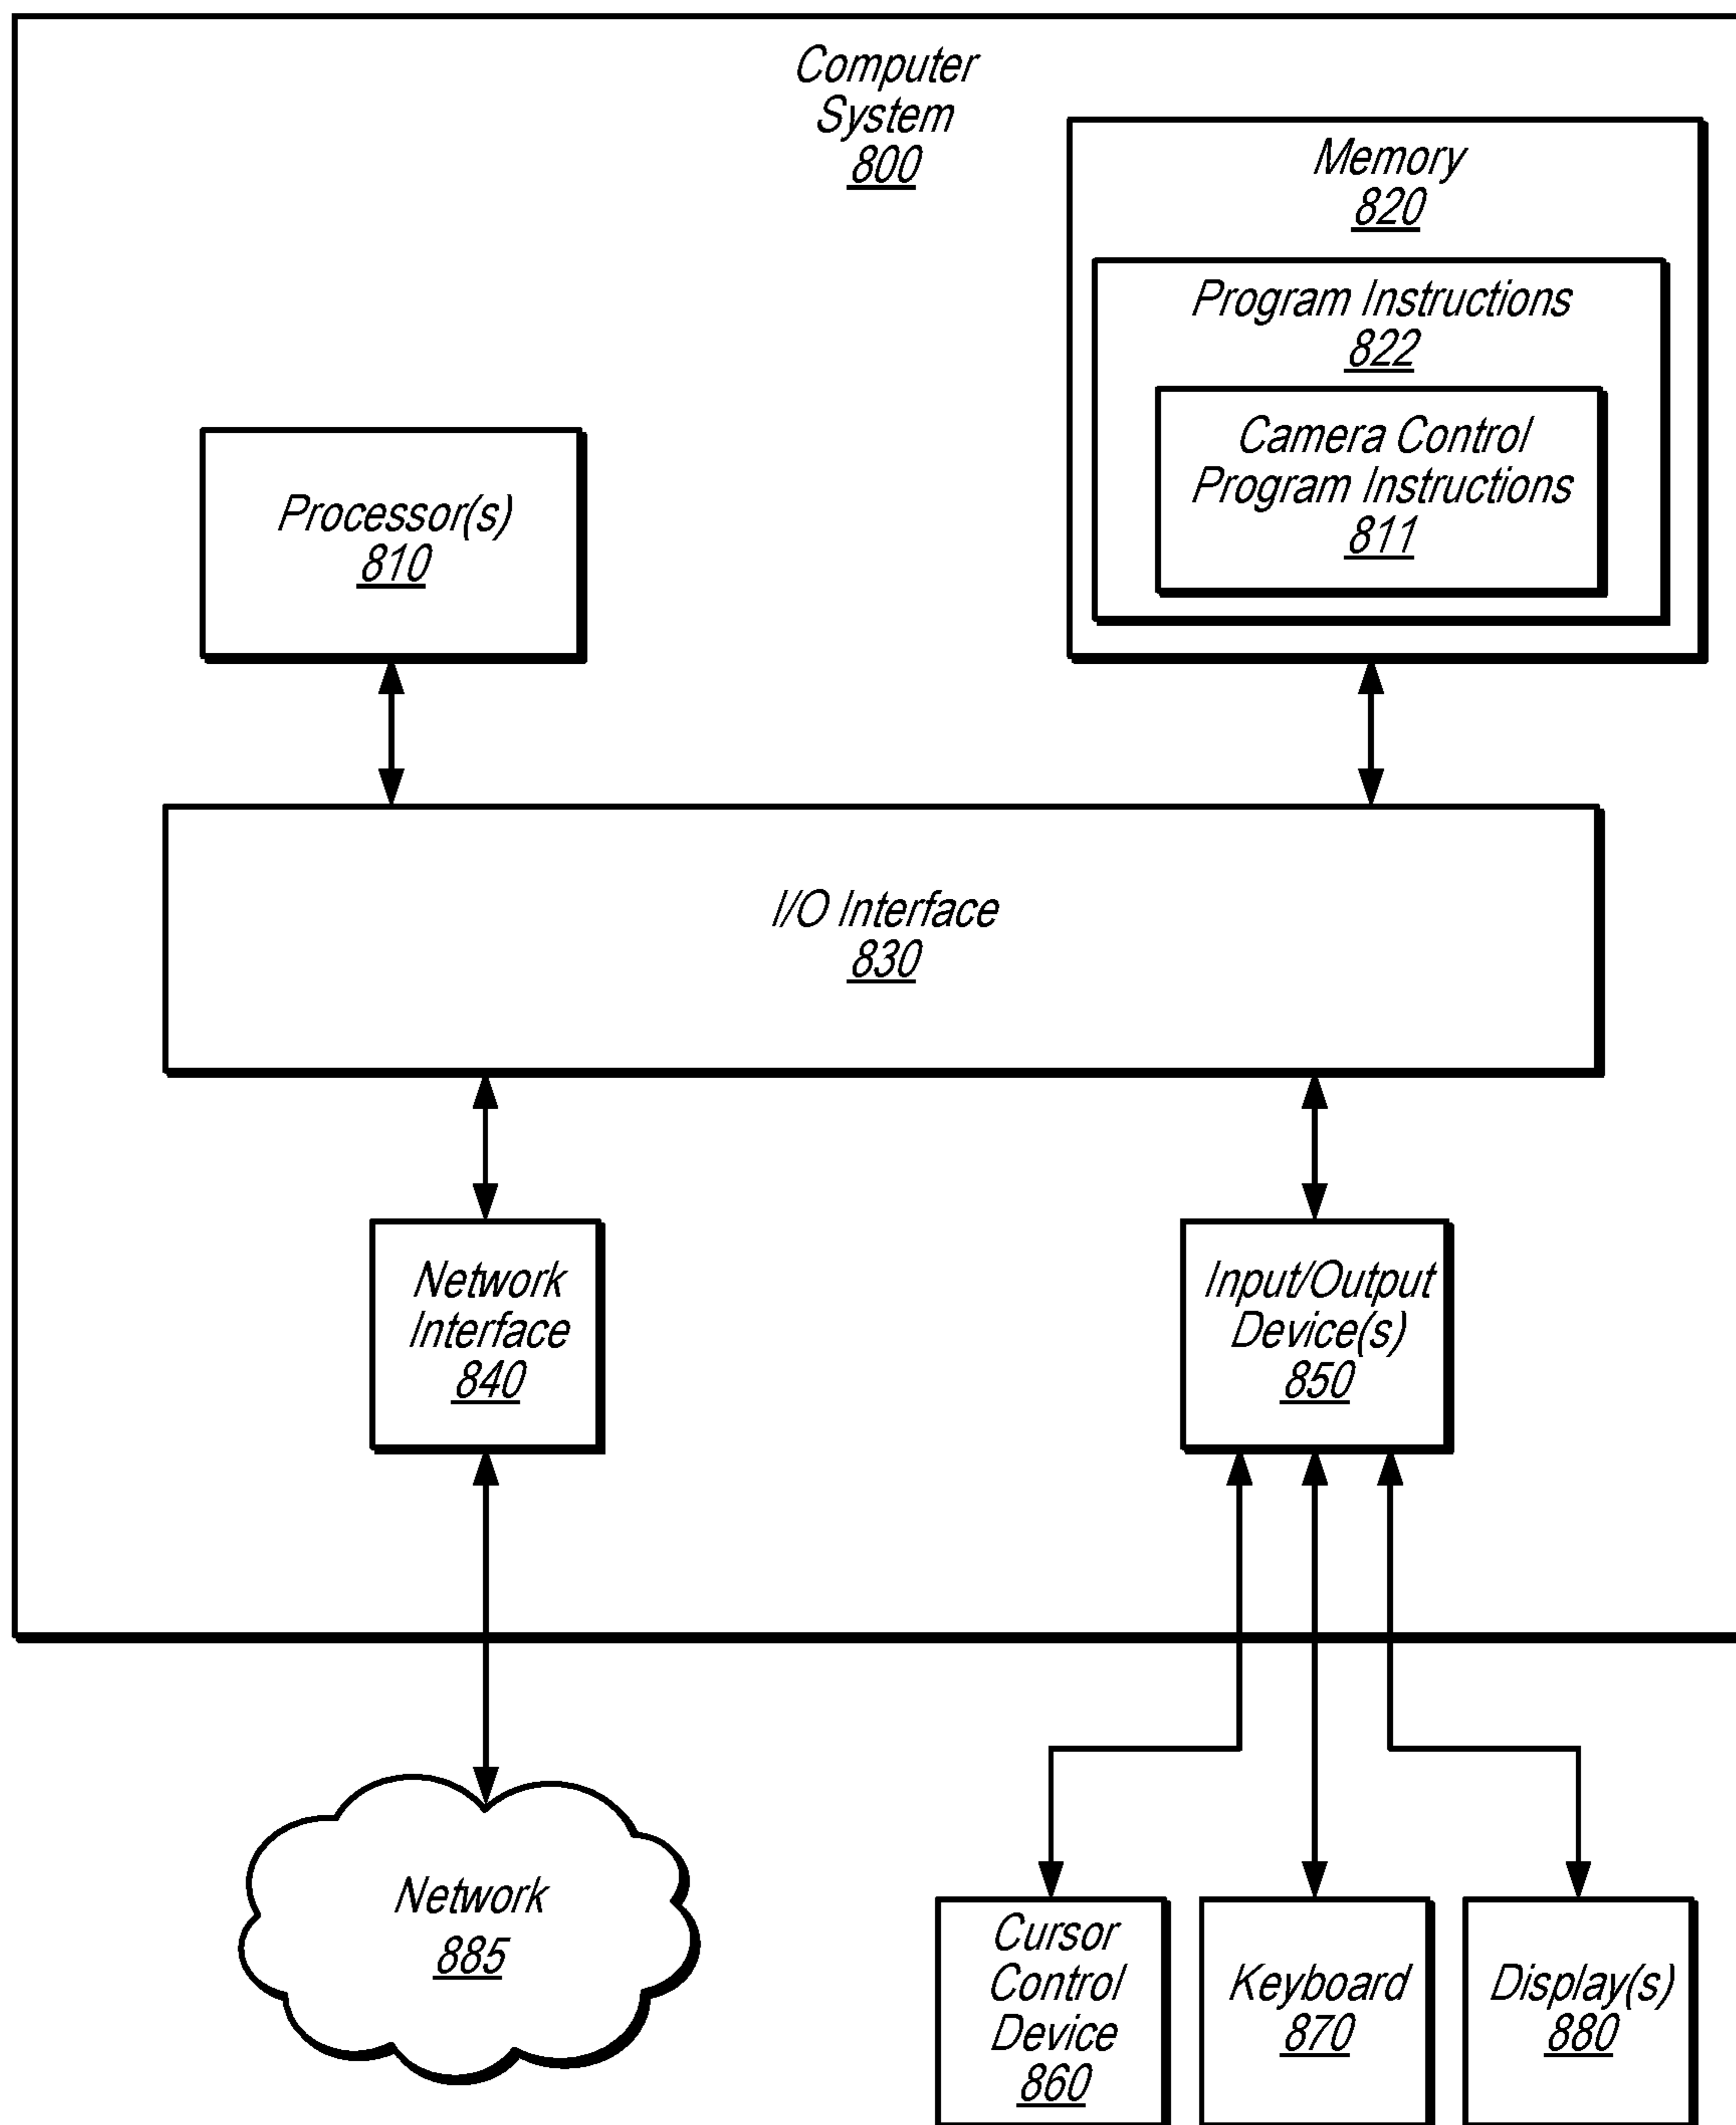 Computer
System
800
Memory
820
Program Instructions
822
Camera Control
Program Instructions
811
Processor(s)
810
I/O Interface
830
Network
Interface
840
Input/Output
Device(s)
850
Network
885
Cursor
Control
Device
860
Keyboard
870
Display(s)
880